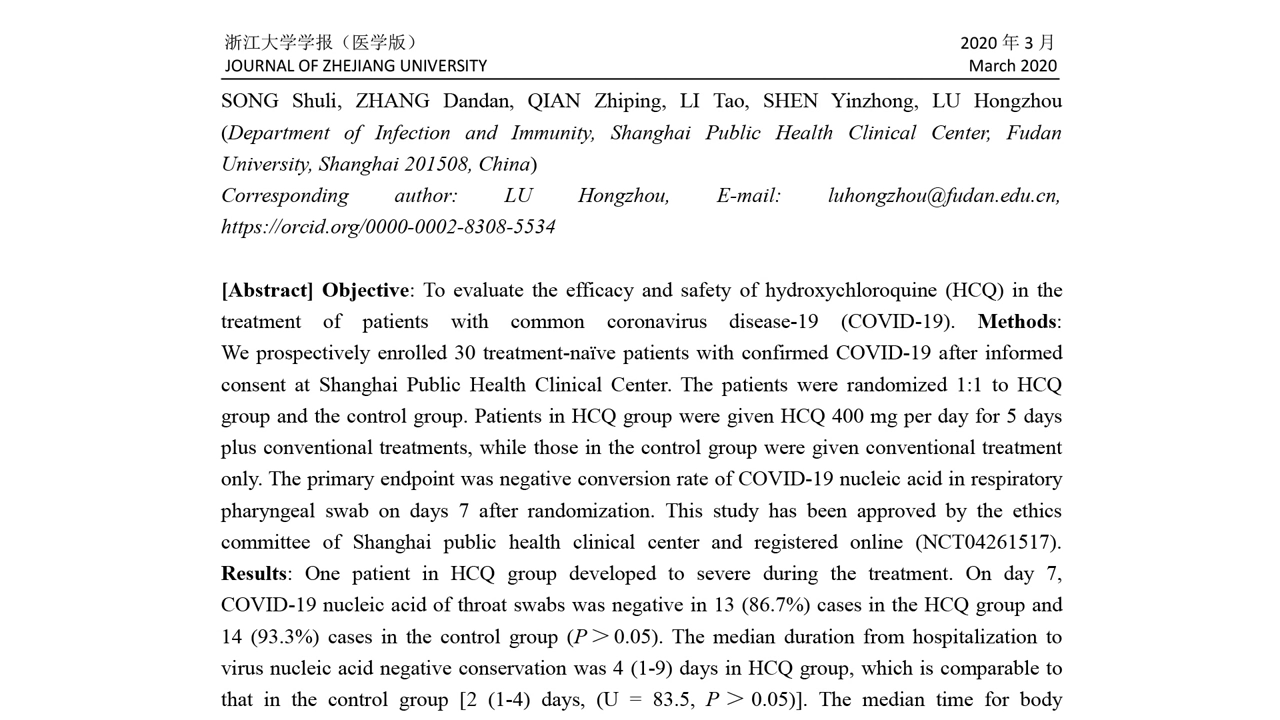 浙江大学学报（医学版）
2020 年 3 月
JOURNAL OF ZHEJIANG UNIVERSITY
March 2020
SONG Shuli, ZHANG Dandan, QIAN Zhiping, LI Tao, SHEN Yinzhong, LU Hongzhou
(Department of Infection and Immunity, Shanghai Public Health Clinical Center, Fudan
University, Shanghai 201508, China)
Corresponding author: LU Hongzhou, E-mail: luhongzhou@fudan.edu.cn,
https://orcid.org/0000-0002-8308-5534
[Abstract] Objective: To evaluate the efficacy and safety of hydroxychloroquine (HCQ) in the
treatment of patients with common coronavirus disease-19 (COVID-19). Methods:
We prospectively enrolled 30 treatment-naïve patients with confirmed COVID-19 after informed
consent at Shanghai Public Health Clinical Center. The patients were randomized 1:1 to HCQ
group and the control group. Patients in HCQ group were given HCQ 400 mg per day for 5 days
plus conventional treatments, while those in the control group were given conventional treatment
only. The primary endpoint was negative conversion rate of COVID-19 nucleic acid in respiratory
pharyngeal swab on days 7 after randomization. This study has been approved by the ethics
committee of Shanghai public health clinical center and registered online (NCT04261517).
Results: One patient in HCQ group developed to severe during the treatment. On day 7,
COVID-19 nucleic acid of throat swabs was negative in 13 (86.7%) cases in the HCQ group and
14 (93.3%) cases in the control group (P＞0.05). The median duration from hospitalization to
virus nucleic acid negative conservation was 4 (1-9) days in HCQ group, which is comparable to
that in the control group [2 (1-4) days, (U = 83.5, P > 0.05)]. The median time for body